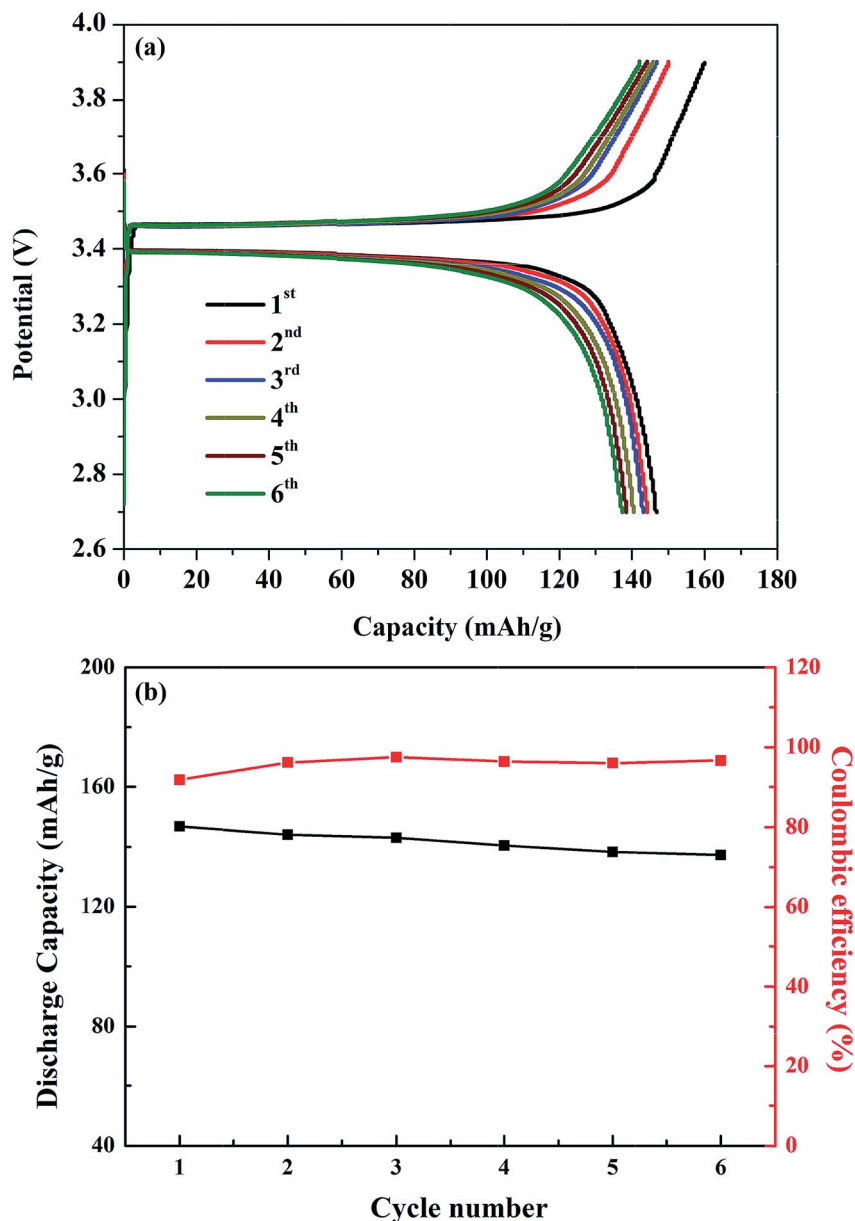 (a)
4.0
3.8
3.6
3.4
3.2
3.0
2.8
2.6
Potential (V)
1st
2nd
3rd
4th
5th
6th
0 20 40 60 80 100 120 140 160 180
Capacity (mAh/g)
(b)
200
160
120
80
40
Discharge Capacity (mAh/g)
120
100
80
60
40
20
0
Coulombic efficiency (%)
1 2 3 4 5 6
Cycle number